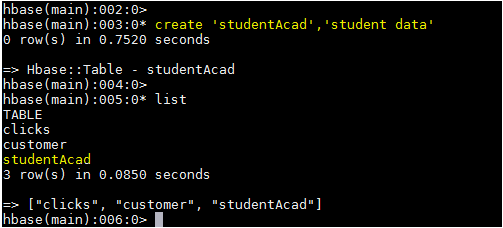 hbase(main):002:0>
hbase(main):003:0* create 'studentAcad','student data'
0 row(s) in 0.7520 seconds
=> Hbase::Table - studentAcad
hbase(main):004:0>
hbase(main):005:0* list
TABLE
clicks
customer
studentAcad
3 row(s) in 0.0850 seconds
=> ["clicks", "customer", "studentAcad"]
hbase(main):006:0>